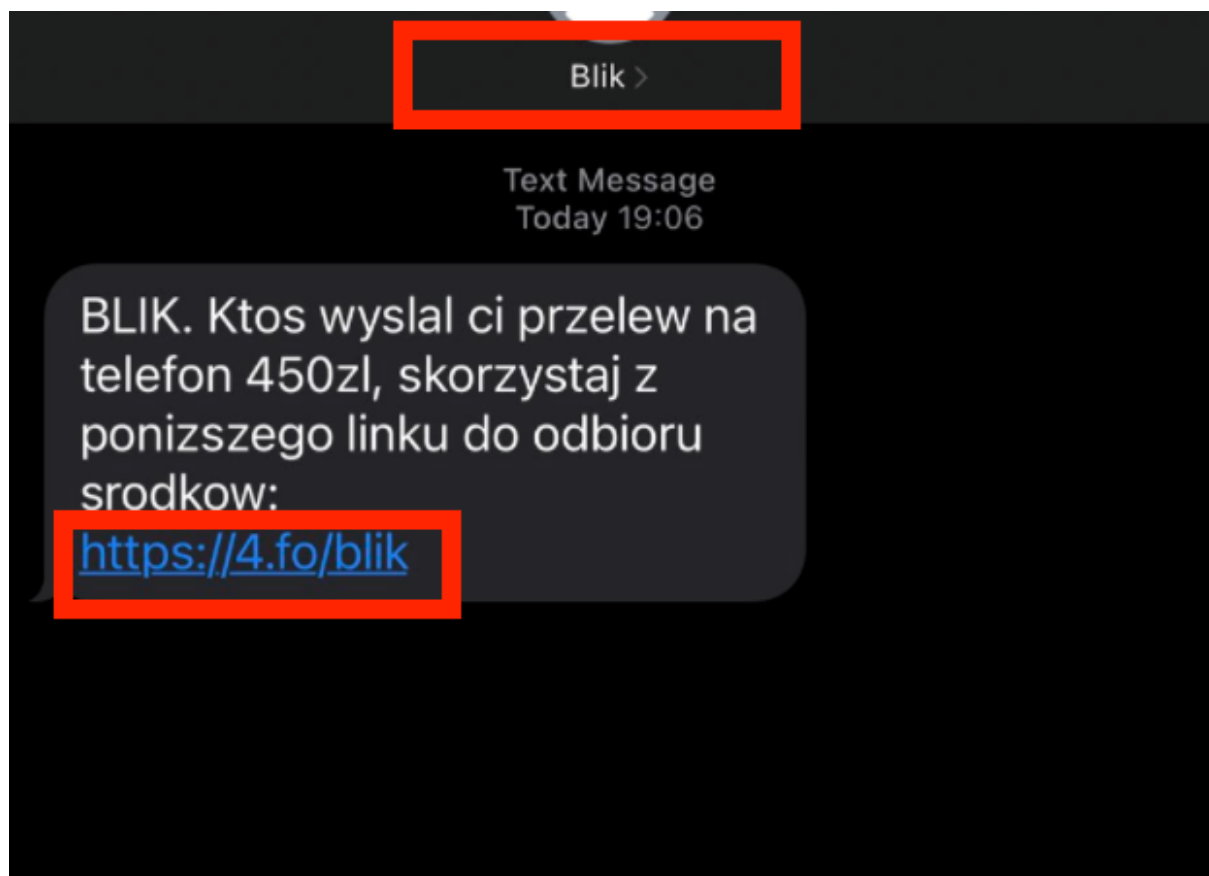 Blik >
Text Message
Today 19:06
BLIK. Ktos wyslal ci przelew na
telefon 450zl, skorzystaj z
ponizszego linku do odbioru
srodkow:
https://4.fo/blik